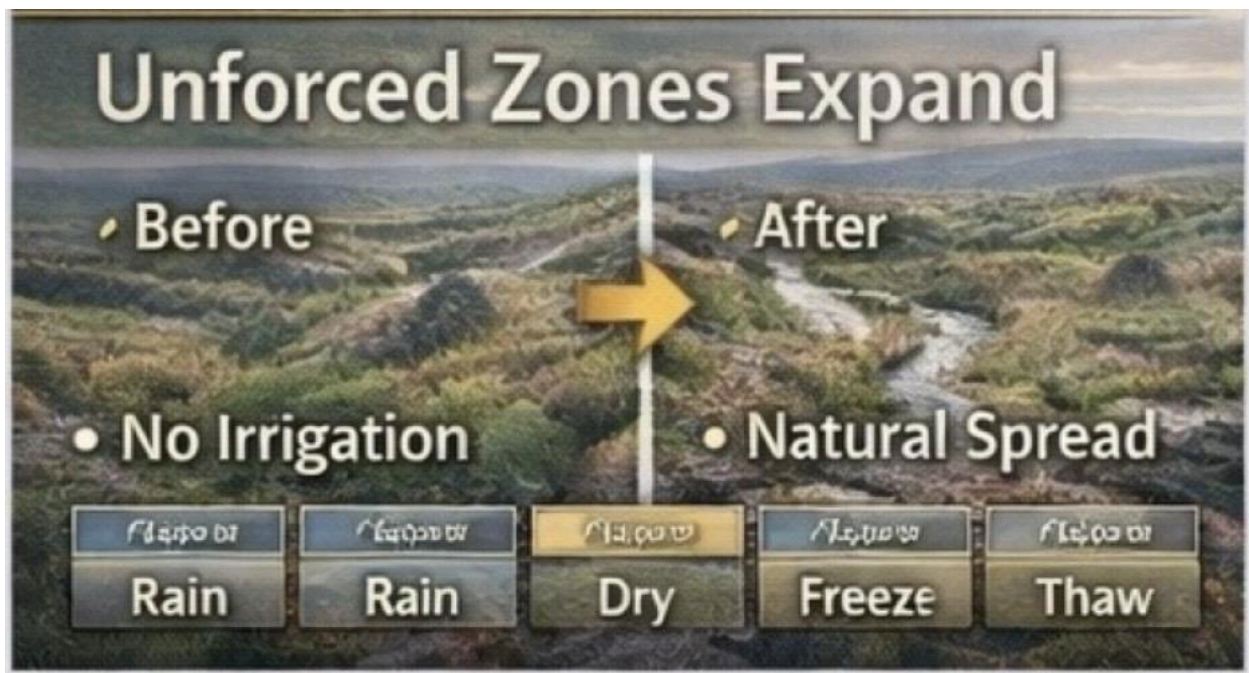 Unforced Zones Expand
Before
After
• No Irrigation
• Natural Spread
Rain
Rain
Dry
Freeze
Thaw